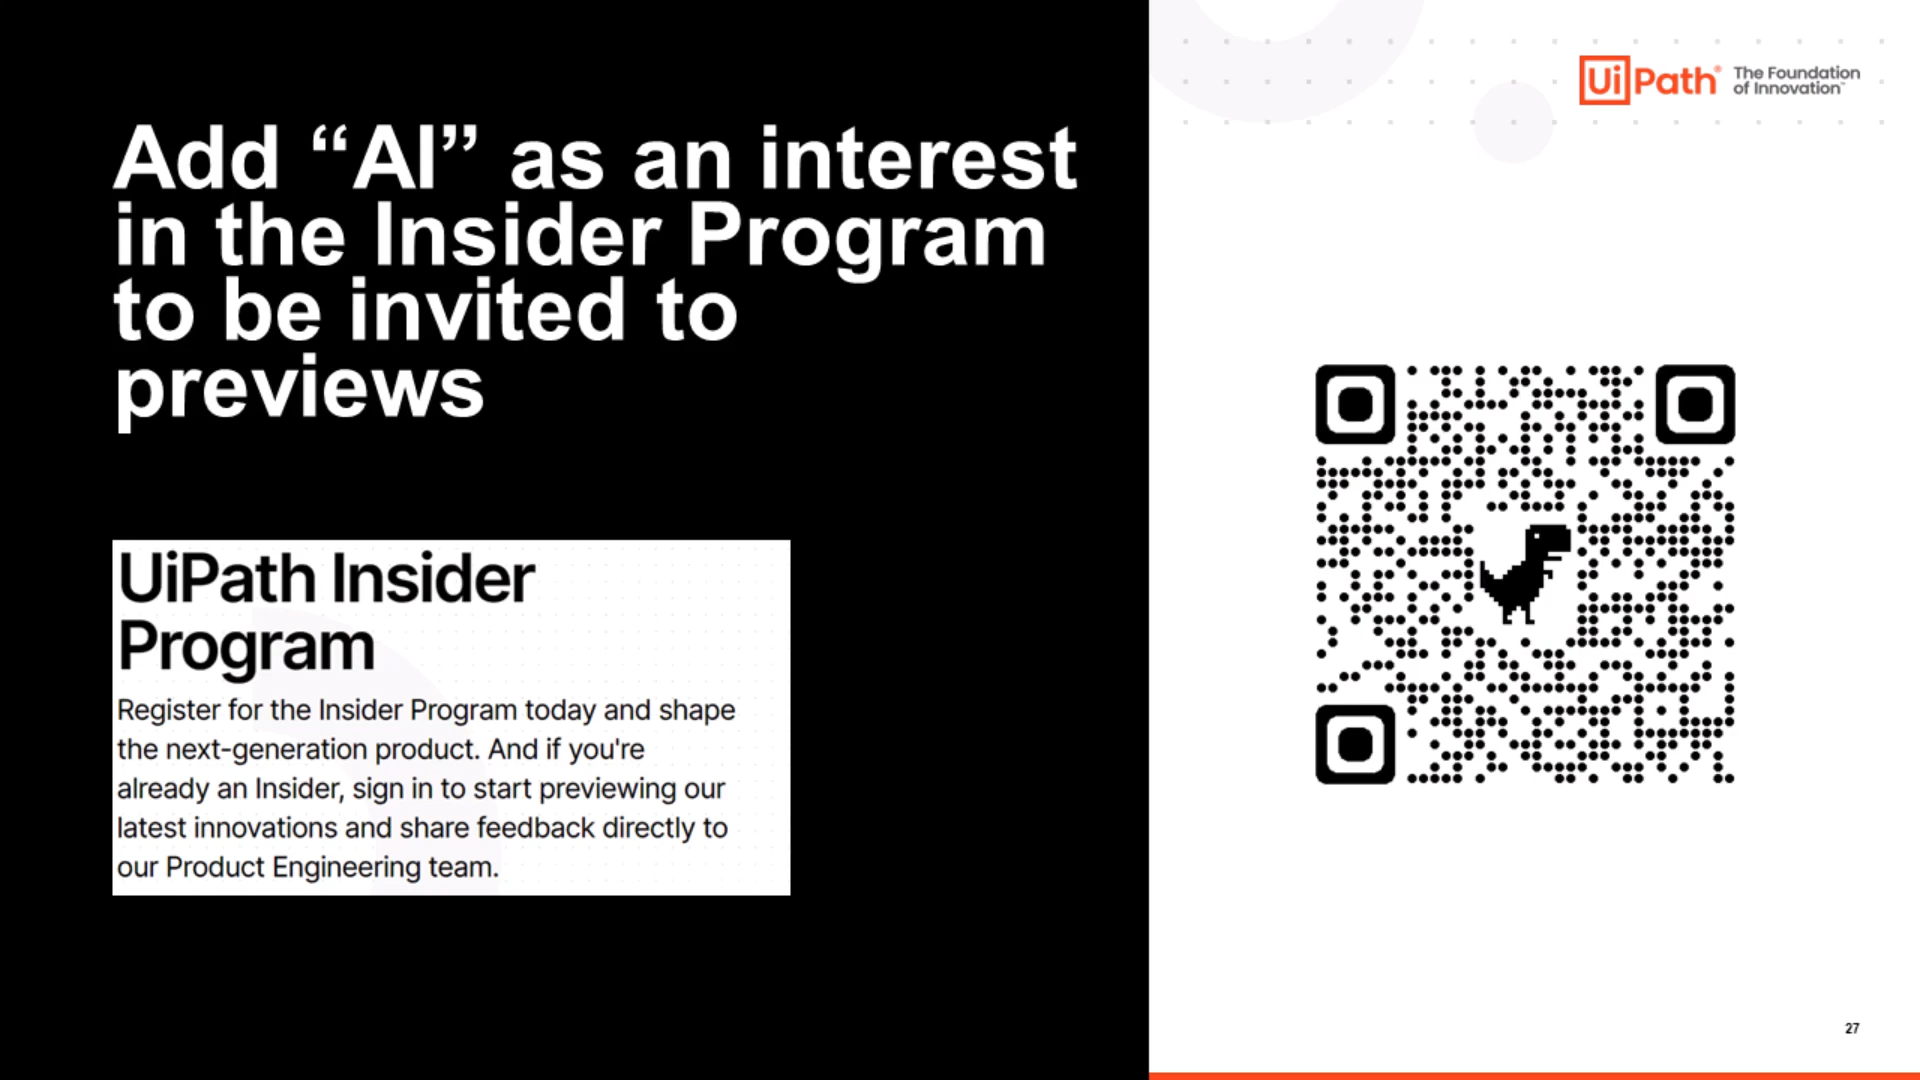 Add “AI” as an interest
in the Insider Program
to be invited to
previews
UiPath Insider
Program
Register for the Insider Program today and shape
the next-generation product. And if you're
already an Insider, sign in to start previewing our
latest innovations and share feedback directly to
our Product Engineering team.
UiPath® The Foundation
of Innovation™
27